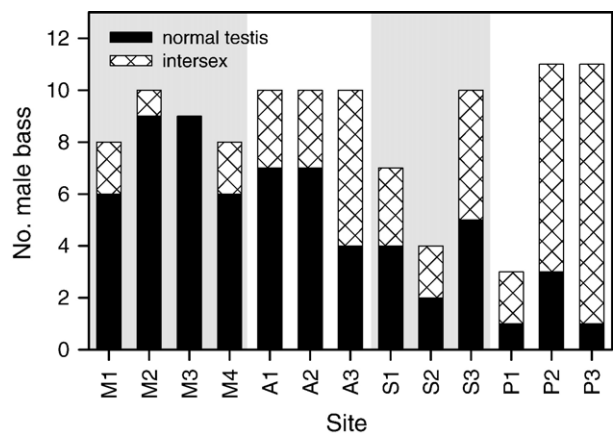 12
10
8
6
4
2
0
No. male bass
normal testis
intersex
M1 M2 M3 M4 A1 A2 A3 S1 S2 S3 P1 P2 P3
Site